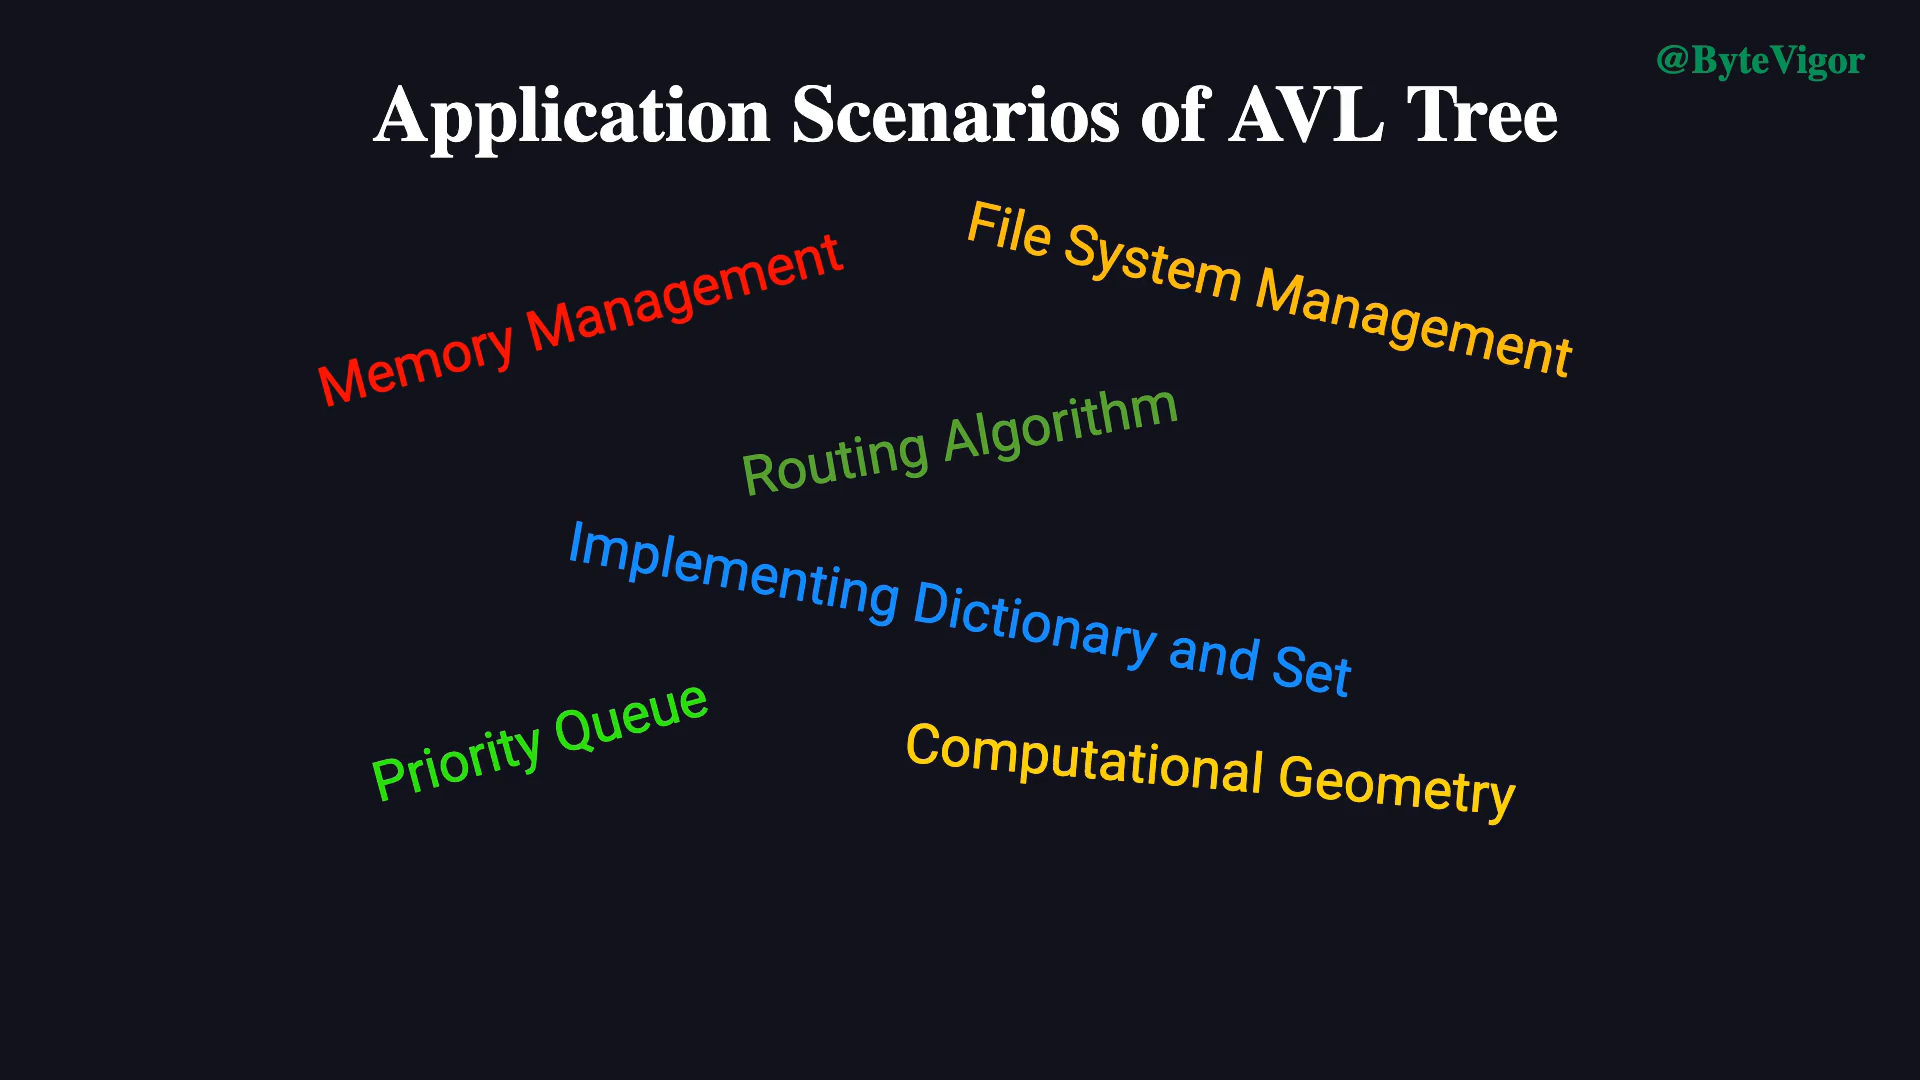 @ByteVigor
Application Scenarios of AVL Tree
File System Management
Memory Management
Routing Algorithm
Implementing Dictionary and Set
Priority Queue
Computational Geometry